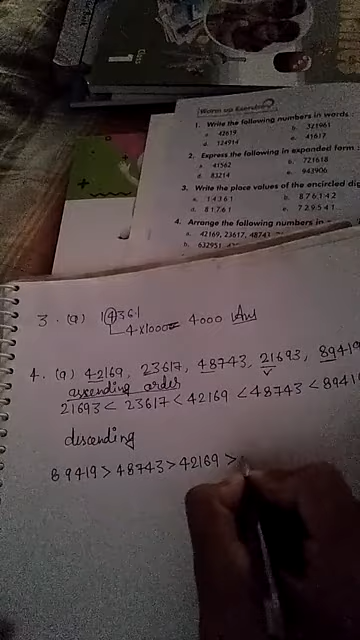 Class
Warm up Exercise
1. Write the following numbers in words :
a. 42619 b. 321961
d. 124914 e. 41617
2. Express the following in expanded form :
a. 41562 b. 721618
d. 83214 e. 943906
3. Write the place values of the encircled dig
a. 14361 b. 876142
d. 81761 e. 729541
4. Arrange the following numbers in
a. 42169, 23617, 48743
b. 632951
3. (a) 14361
4×1000= 4000 Ans
4. (a) 42169, 23617, 48743, 21693, 89419
assending order
21693 < 23617 < 42169 < 48743 < 8941
descending
89419 > 48743 > 42169 >